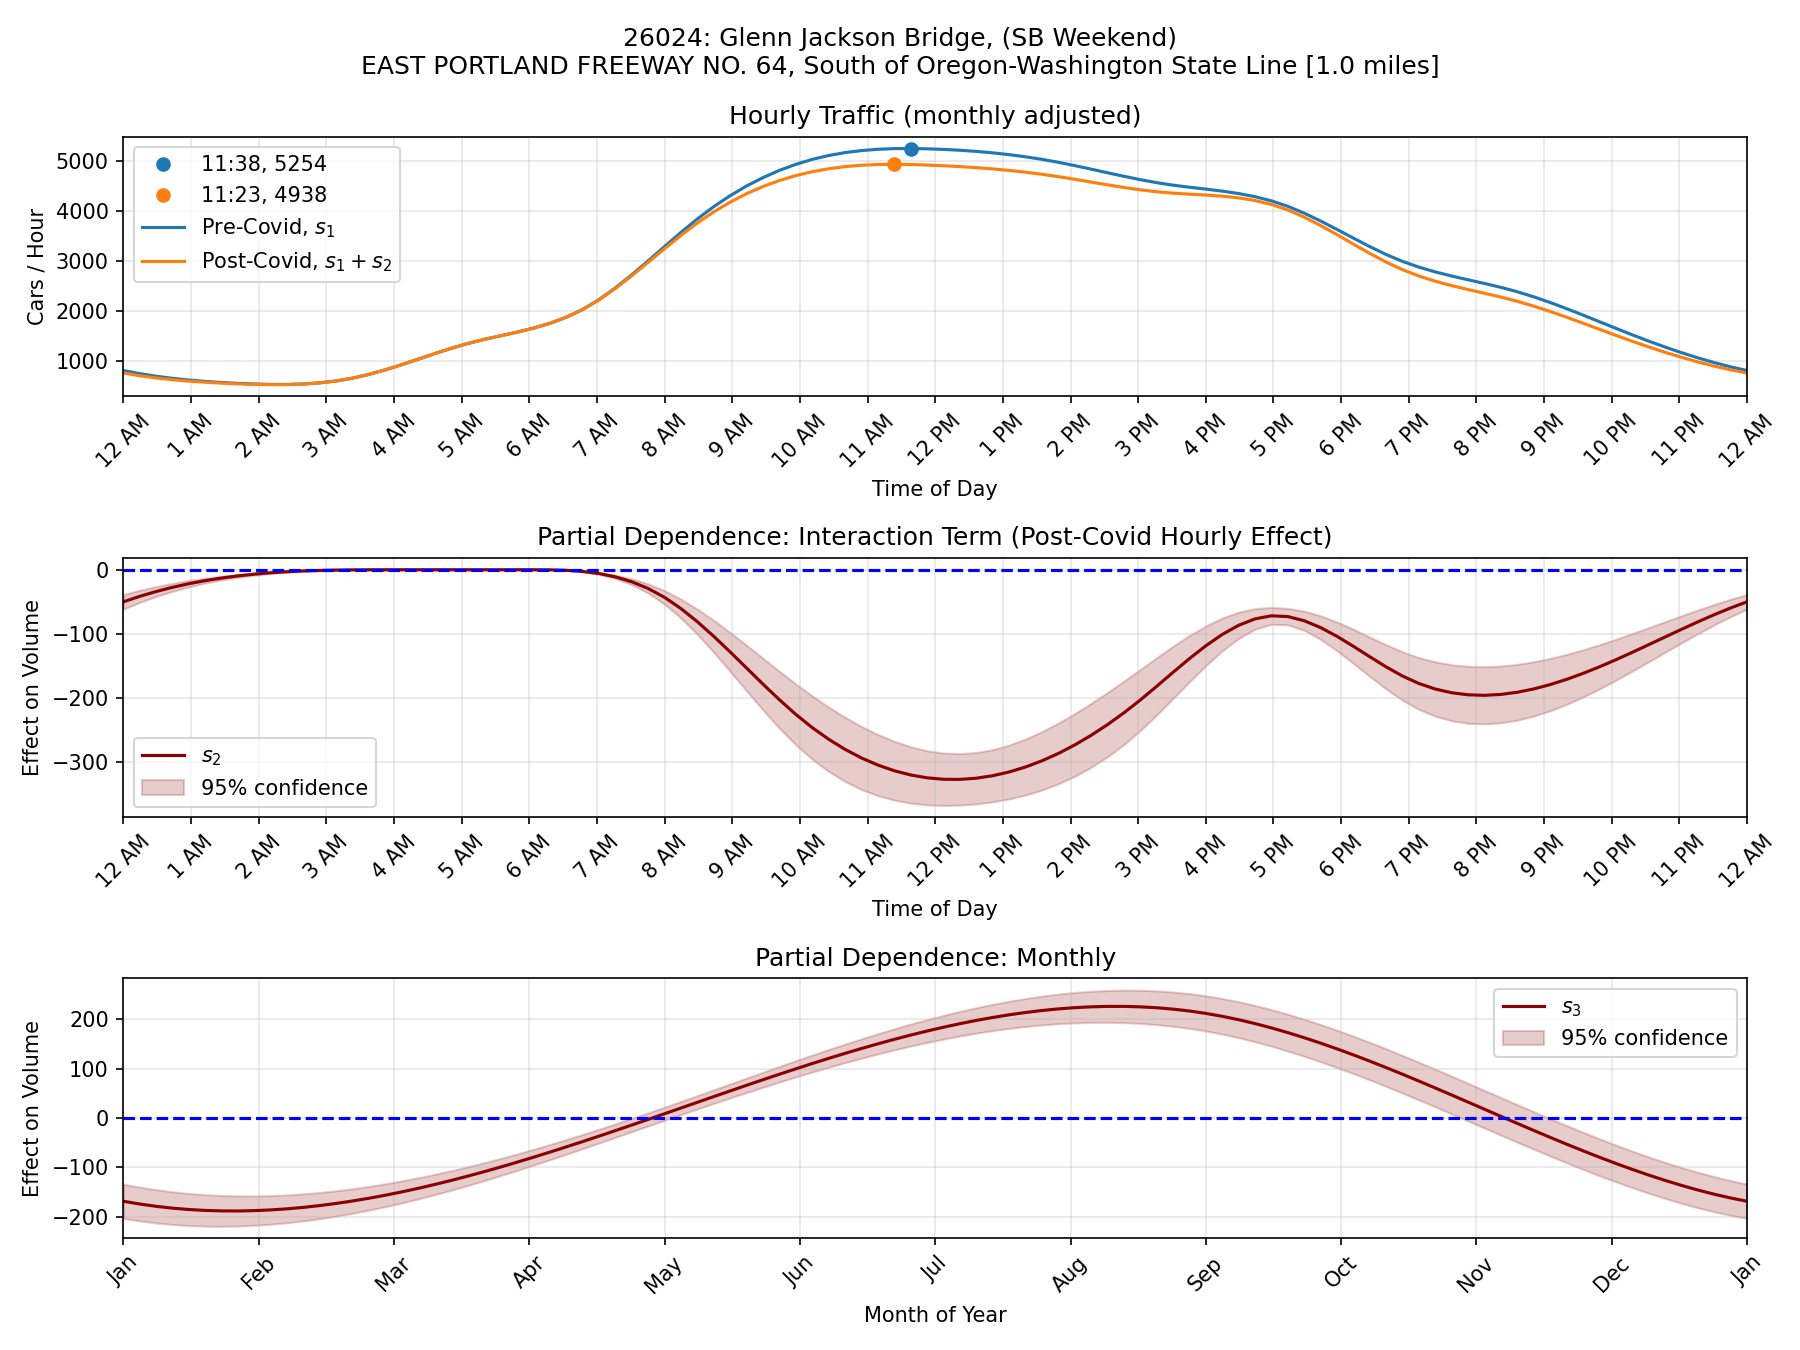 26024: Glenn Jackson Bridge, (SB Weekend)
EAST PORTLAND FREEWAY NO. 64, South of Oregon-Washington State Line [1.0 miles]
Hourly Traffic (monthly adjusted)
Cars / Hour
5000
4000
3000
2000
1000
11:38, 5254
11:23, 4938
Pre-Covid, s₁
Post-Covid, s₁ + s₂
12 AM 1 AM 2 AM 3 AM 4 AM 5 AM 6 AM 7 AM 8 AM 9 AM 10 AM 11 AM 12 PM 1 PM 2 PM 3 PM 4 PM 5 PM 6 PM 7 PM 8 PM 9 PM 10 PM 11 PM 12 AM
Time of Day
Partial Dependence: Interaction Term (Post-Covid Hourly Effect)
Effect on Volume
0
−100
−200
−300
s₂
95% confidence
12 AM 1 AM 2 AM 3 AM 4 AM 5 AM 6 AM 7 AM 8 AM 9 AM 10 AM 11 AM 12 PM 1 PM 2 PM 3 PM 4 PM 5 PM 6 PM 7 PM 8 PM 9 PM 10 PM 11 PM 12 AM
Time of Day
Partial Dependence: Monthly
Effect on Volume
200
100
0
−100
−200
s₃
95% confidence
Jan Feb Mar Apr May Jun Jul Aug Sep Oct Nov Dec Jan
Month of Year